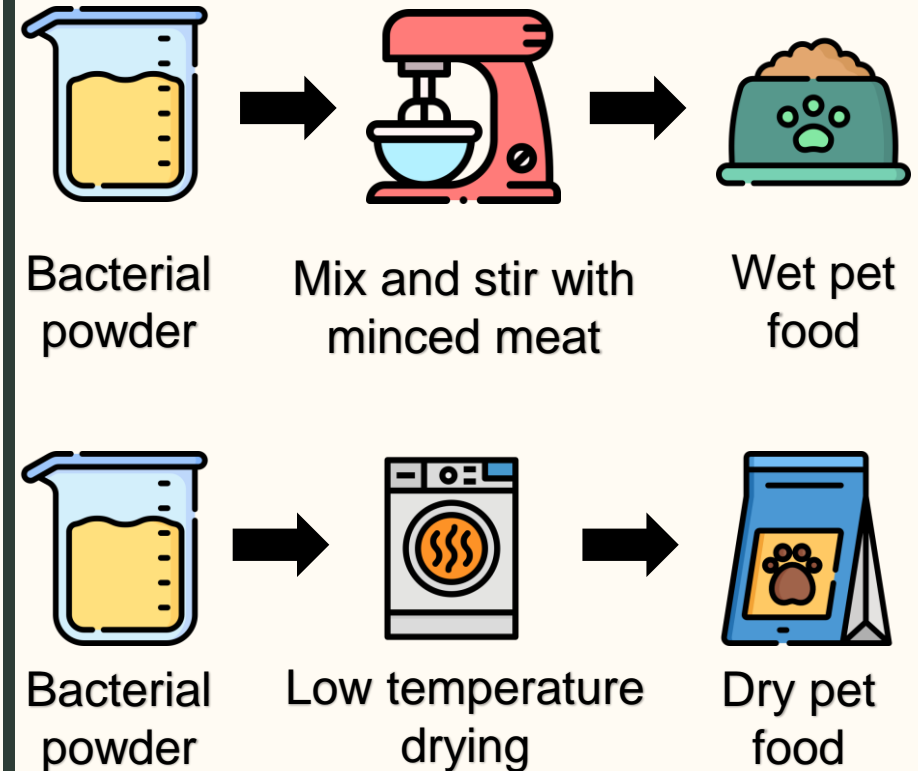 Bacterial
powder
Mix and stir with
minced meat
Wet pet
food
Bacterial
powder
Low temperature
drying
Dry pet
food